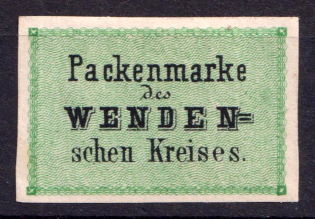 Packenmarke
des
WENDEN=
schen Kreises.